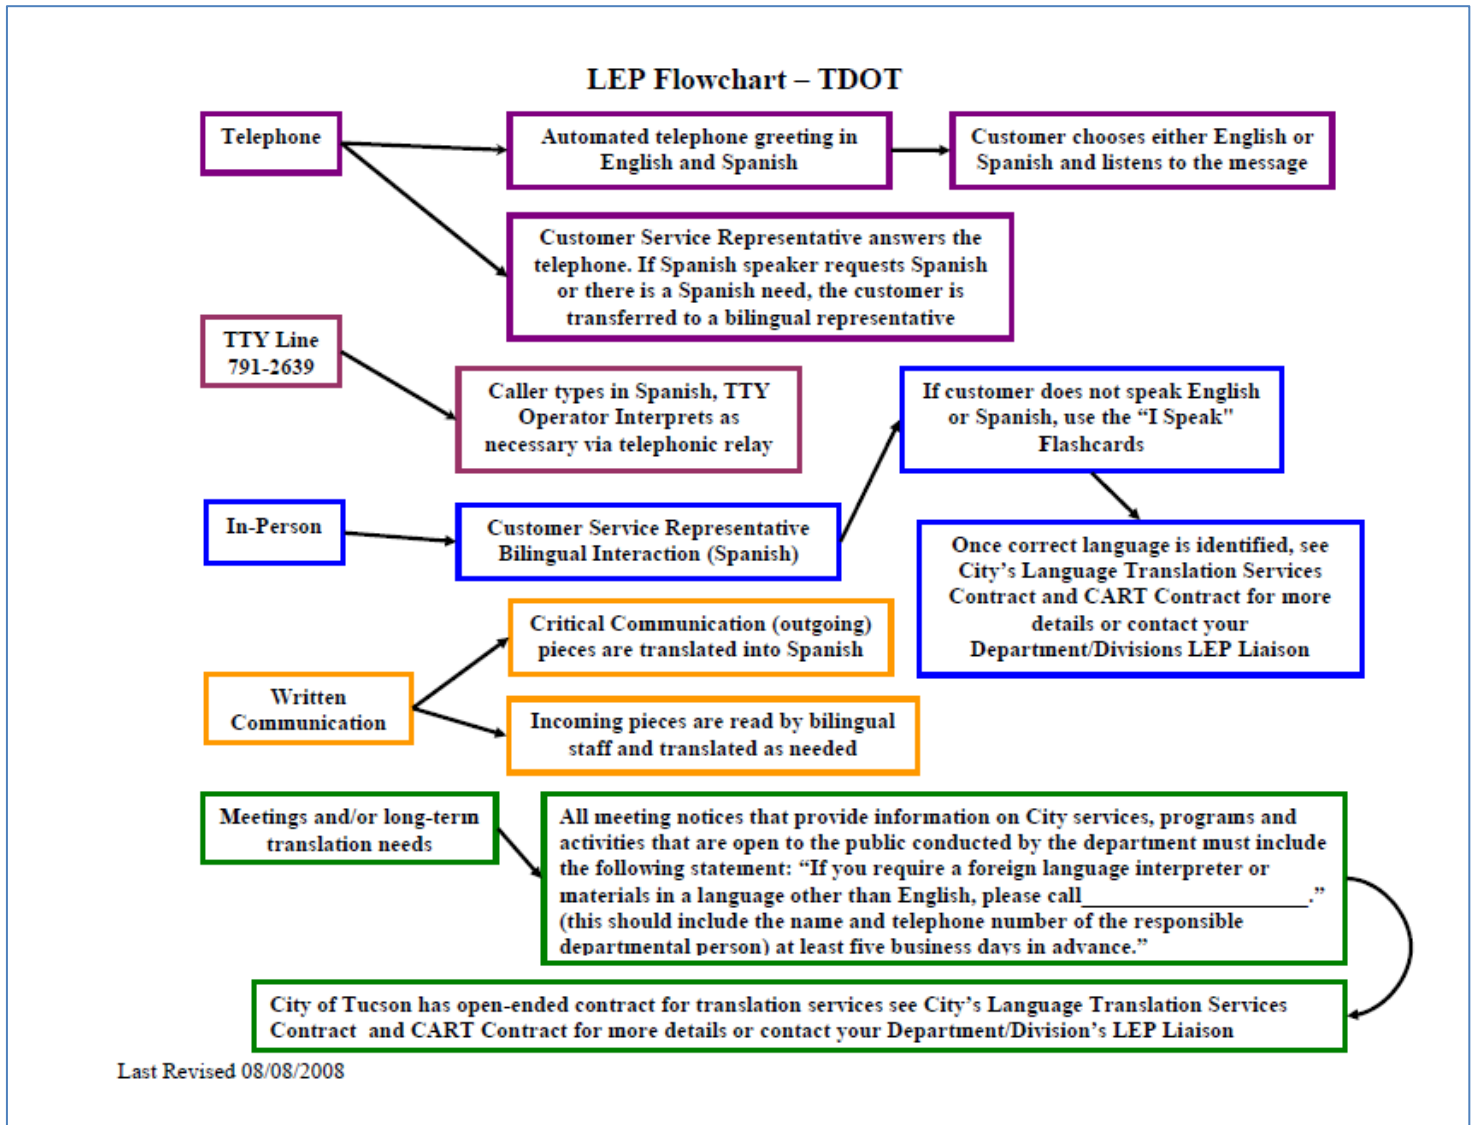 LEP Flowchart – TDOT
Telephone
Automated telephone greeting in
English and Spanish
Customer chooses either English or
Spanish and listens to the message
Customer Service Representative answers the
telephone. If Spanish speaker requests Spanish
or there is a Spanish need, the customer is
transferred to a bilingual representative
TTY Line
791-2639
Caller types in Spanish, TTY
Operator Interprets as
necessary via telephonic relay
In-Person
Customer Service Representative
Bilingual Interaction (Spanish)
If customer does not speak English
or Spanish, use the “I Speak"
Flashcards
Once correct language is identified, see
City’s Language Translation Services
Contract and CART Contract for more
details or contact your
Department/Divisions LEP Liaison
Written
Communication
Critical Communication (outgoing)
pieces are translated into Spanish
Incoming pieces are read by bilingual
staff and translated as needed
Meetings and/or long-term
translation needs
All meeting notices that provide information on City services, programs and
activities that are open to the public conducted by the department must include
the following statement: “If you require a foreign language interpreter or
materials in a language other than English, please call____________________.”
(this should include the name and telephone number of the responsible
departmental person) at least five business days in advance.”
City of Tucson has open-ended contract for translation services see City’s Language Translation Services
Contract and CART Contract for more details or contact your Department/Division’s LEP Liaison
Last Revised 08/08/2008